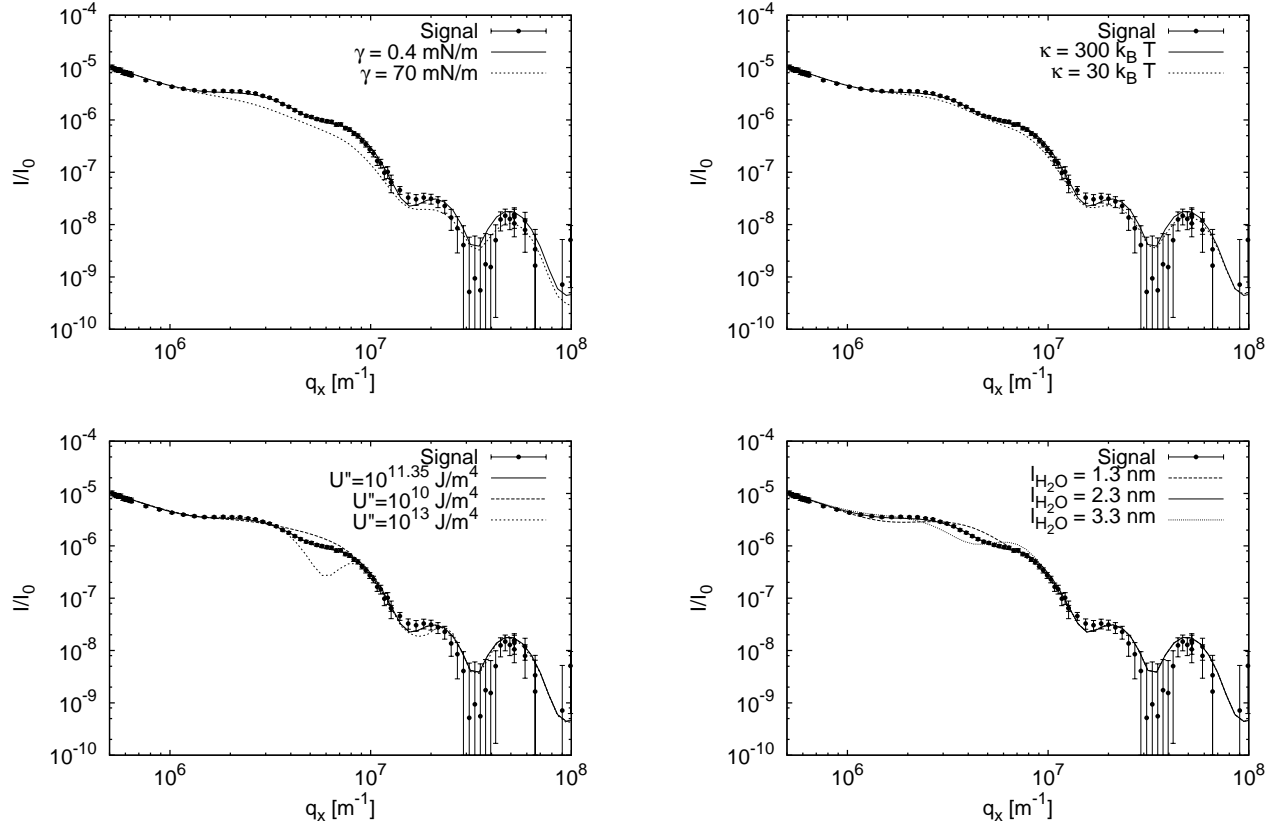 Signal
γ = 0.4 mN/m
γ = 70 mN/m
10^-4
10^-5
10^-6
10^-7
10^-8
10^-9
10^-10
I/I_0
10^6 10^7 10^8
q_x [m^-1]
Signal
κ = 300 k_B T
κ = 30 k_B T
10^-4
10^-5
10^-6
10^-7
10^-8
10^-9
10^-10
I/I_0
10^6 10^7 10^8
q_x [m^-1]
Signal
U"=10^11.35 J/m^4
U"=10^10 J/m^4
U"=10^13 J/m^4
10^-4
10^-5
10^-6
10^-7
10^-8
10^-9
10^-10
I/I_0
10^6 10^7 10^8
q_x [m^-1]
Signal
l_H_2O = 1.3 nm
l_H_2O = 2.3 nm
l_H_2O = 3.3 nm
10^-4
10^-5
10^-6
10^-7
10^-8
10^-9
10^-10
I/I_0
10^6 10^7 10^8
q_x [m^-1]